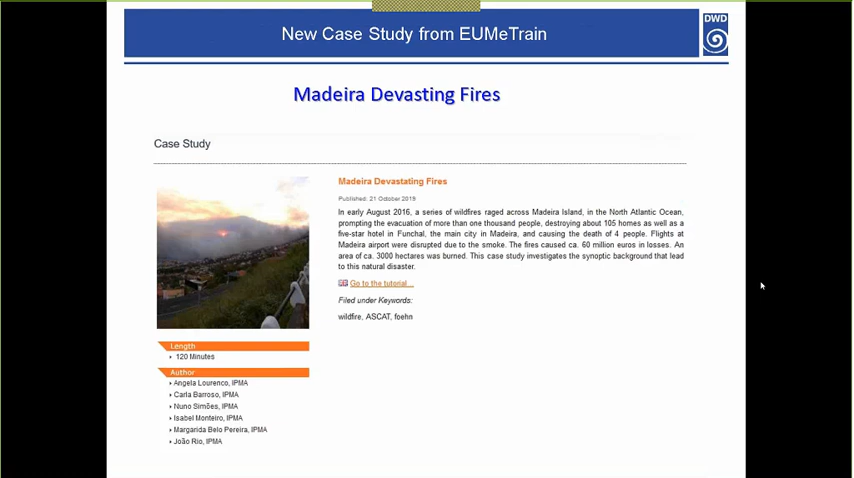 New Case Study from EUMeTrain
DWD
Madeira Devasting Fires
Case Study
Madeira Devastating Fires
Published: 21 October 2019
In early August 2016, a series of wildfires raged across Madeira Island, in the North Atlantic Ocean,
prompting the evacuation of more than one thousand people, destroying about 105 homes as well as a
five-star hotel in Funchal, the main city in Madeira, and causing the death of 4 people. Flights at
Madeira airport were disrupted due to the smoke. The fires caused ca. 60 million euros in losses. An
area of ca. 3000 hectares was burned. This case study investigates the synoptic background that lead
to this natural disaster.
Go to the tutorial...
Filed under Keywords:
wildfire, ASCAT, foehn
Length
120 Minutes
Author
Angela Lourenco, IPMA
Carla Barroso, IPMA
Nuno Simões, IPMA
Isabel Monteiro, IPMA
Margarida Belo Pereira, IPMA
João Rio, IPMA